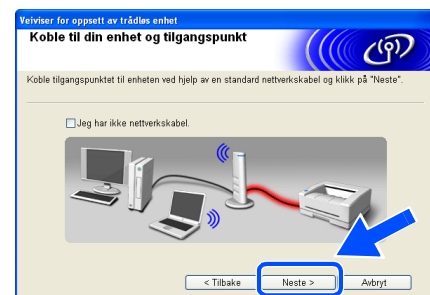 Veiviser for oppsett av trådløs enhet
Koble til din enhet og tilgangspunkt
Koble tilgangspunktet til enheten ved hjelp av en standard nettverkskabel og klikk på "Neste".
Jeg har ikke nettverkskabel.
< Tilbake Neste > Avbryt